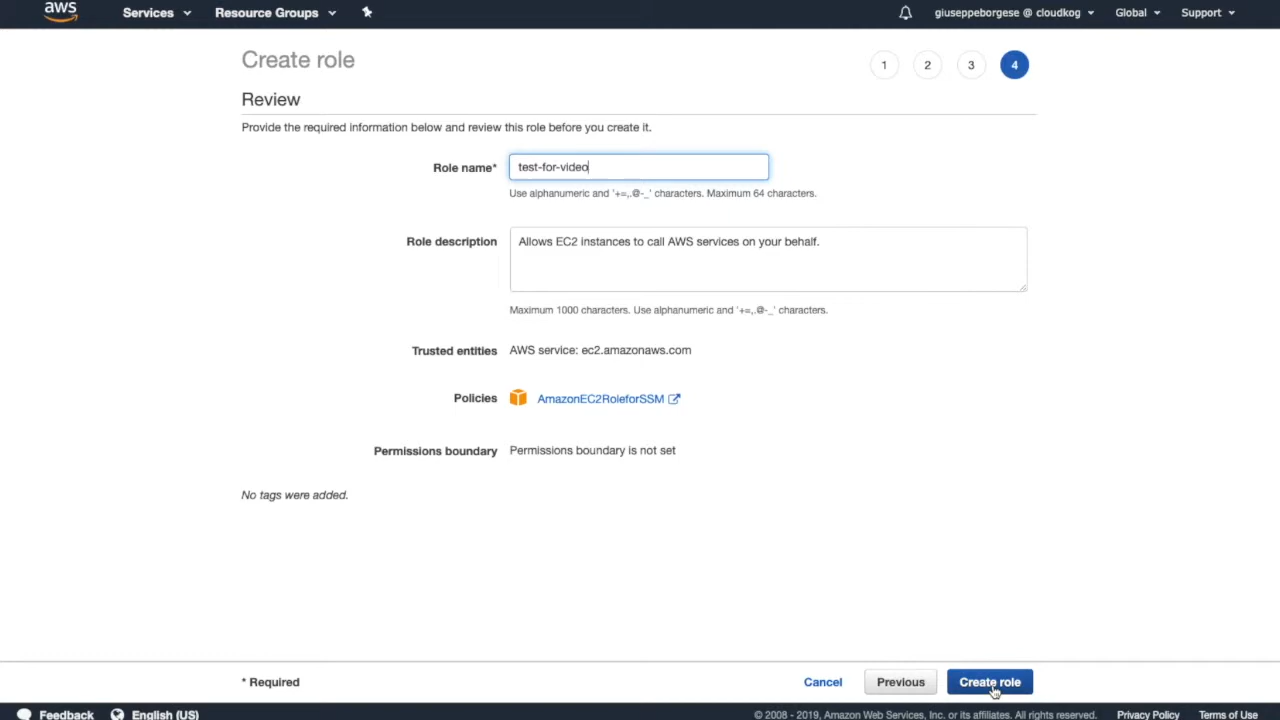 aws Services Resource Groups giuseppeborgese @ cloudkog Global Support
Create role
1 2 3 4
Review
Provide the required information below and review this role before you create it.
Role name* test-for-video
Use alphanumeric and '+=,.@-_' characters. Maximum 64 characters.
Role description Allows EC2 instances to call AWS services on your behalf.
Maximum 1000 characters. Use alphanumeric and '+=,.@-_' characters.
Trusted entities AWS service: ec2.amazonaws.com
Policies AmazonEC2RoleforSSM
Permissions boundary Permissions boundary is not set
No tags were added.
* Required Cancel Previous Create role
Feedback English (US) © 2008 - 2019, Amazon Web Services, Inc. or its affiliates. All rights reserved. Privacy Policy Terms of Use